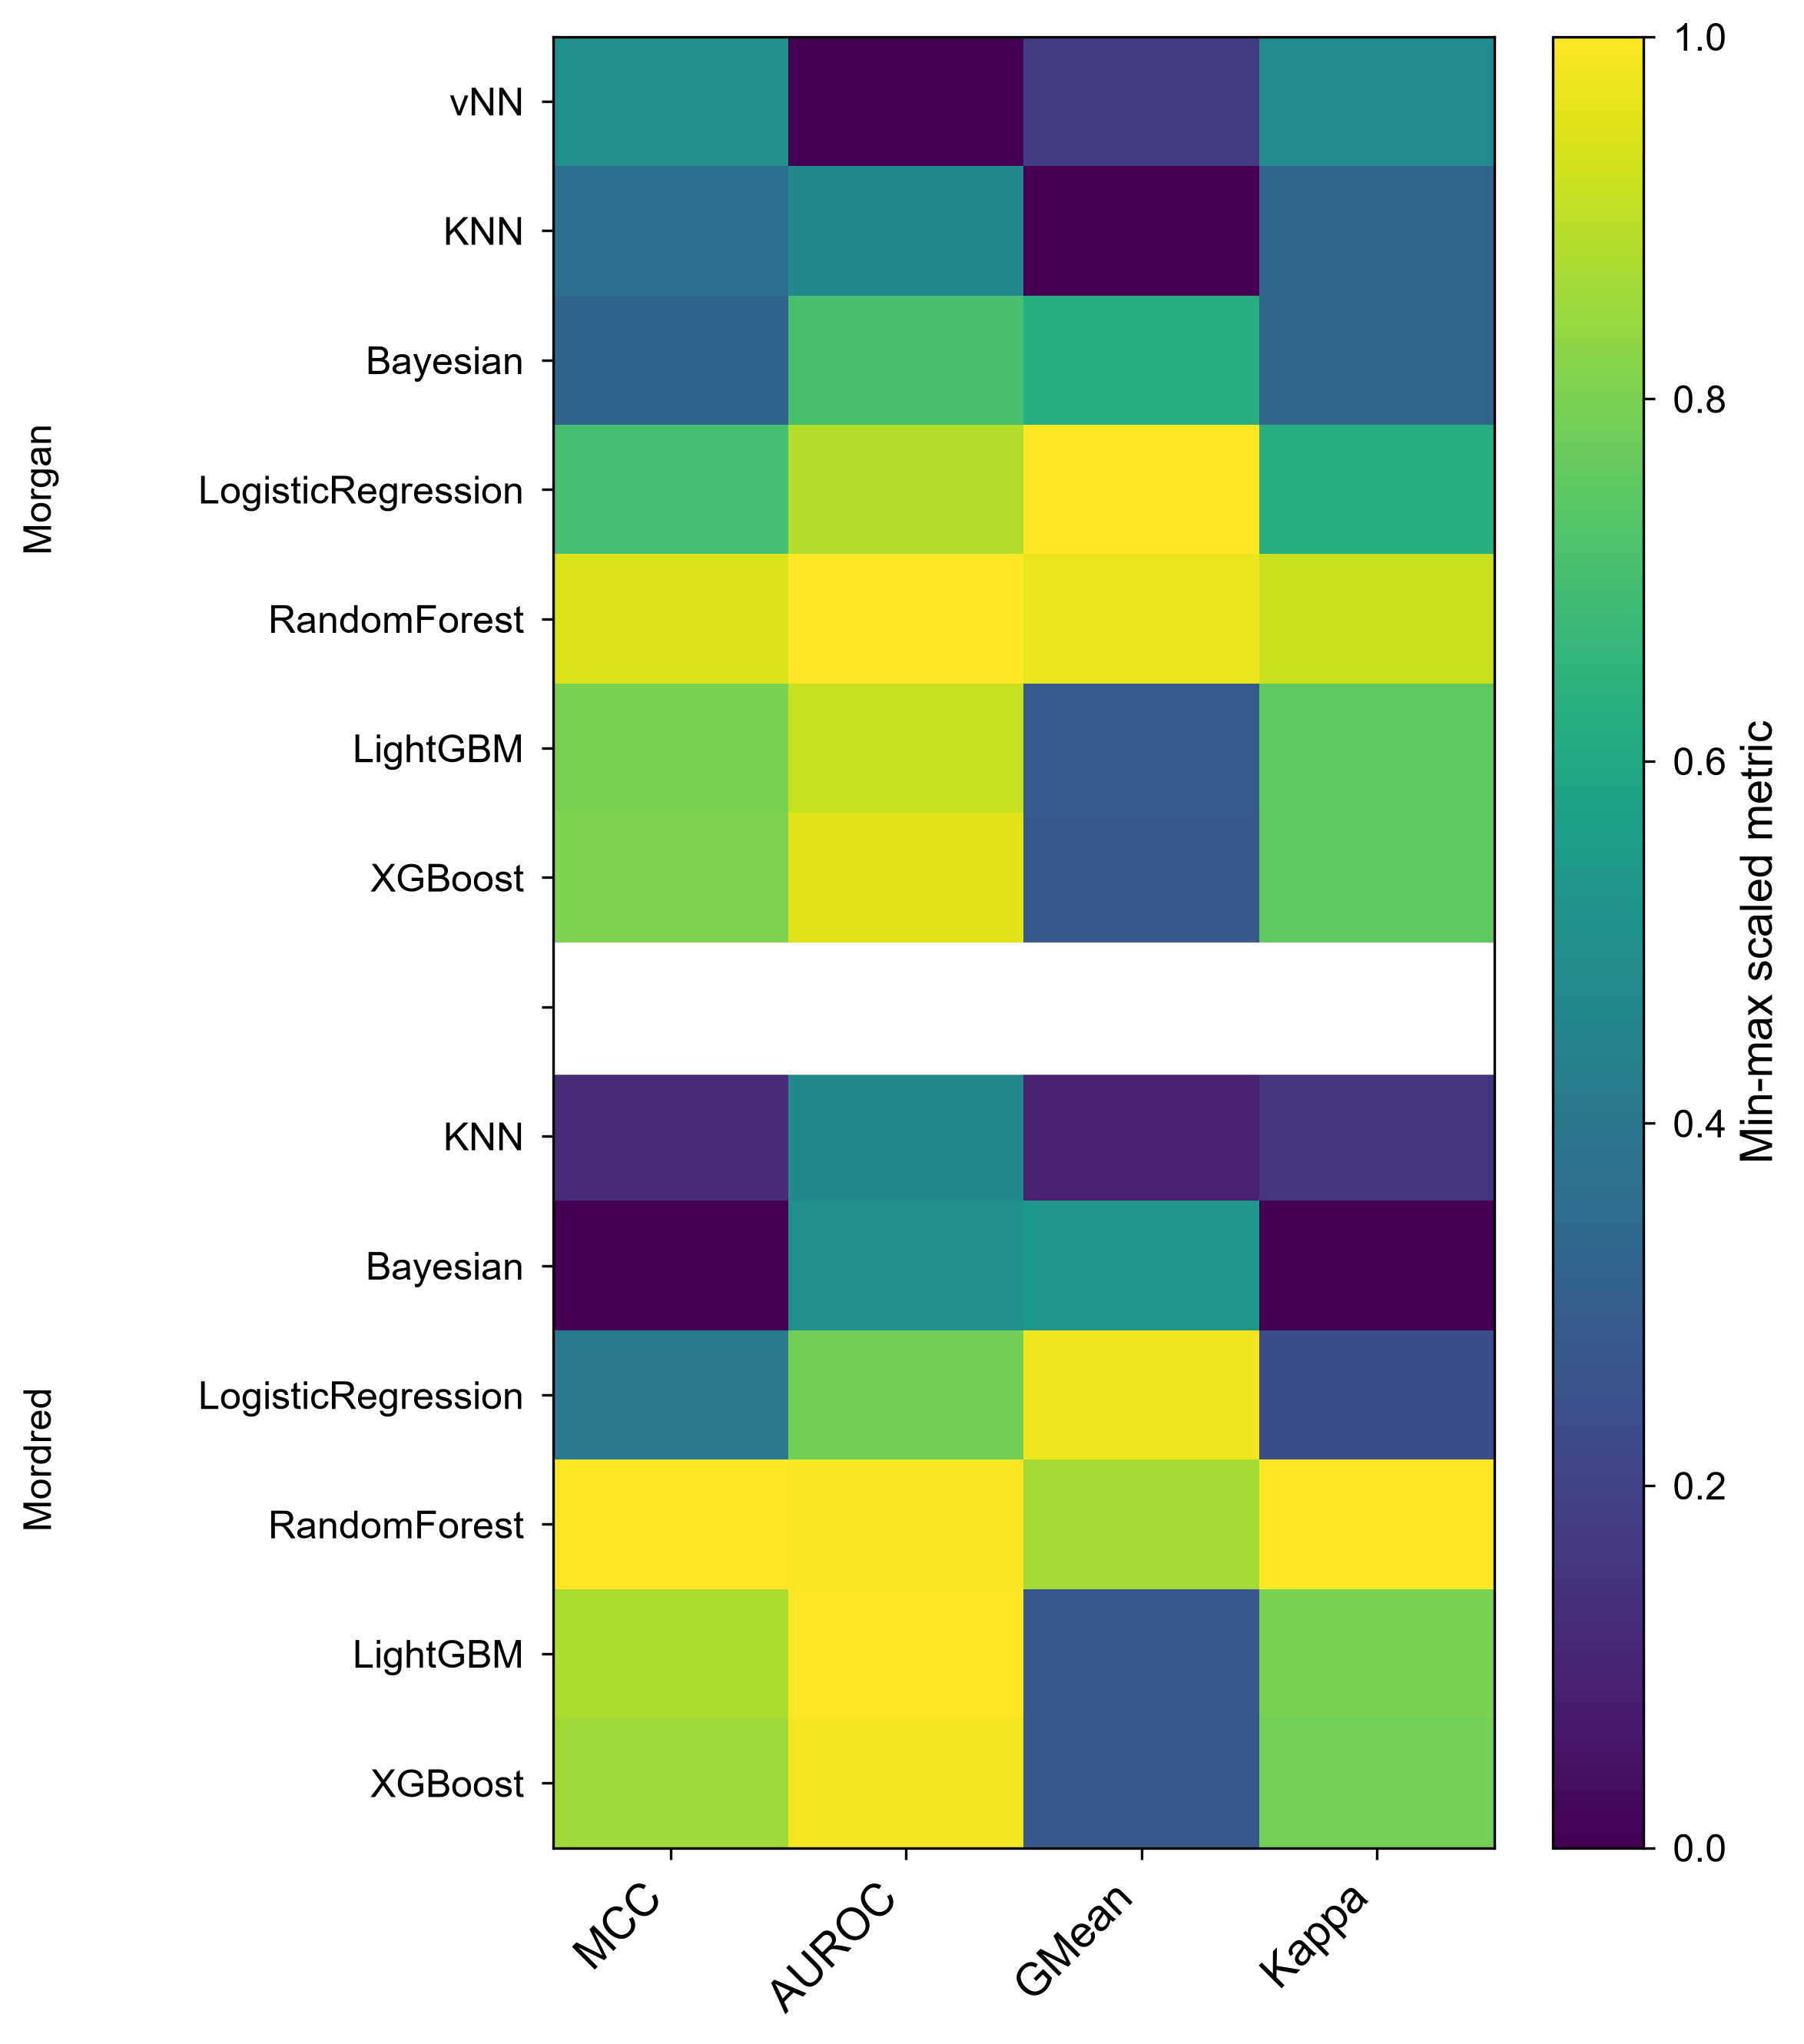 Morgan
vNN
KNN
Bayesian
LogisticRegression
RandomForest
LightGBM
XGBoost
Mordred
KNN
Bayesian
LogisticRegression
RandomForest
LightGBM
XGBoost
MCC
AUROC
GMean
Kappa
1.0
0.8
0.6
0.4
0.2
0.0
Min-max scaled metric